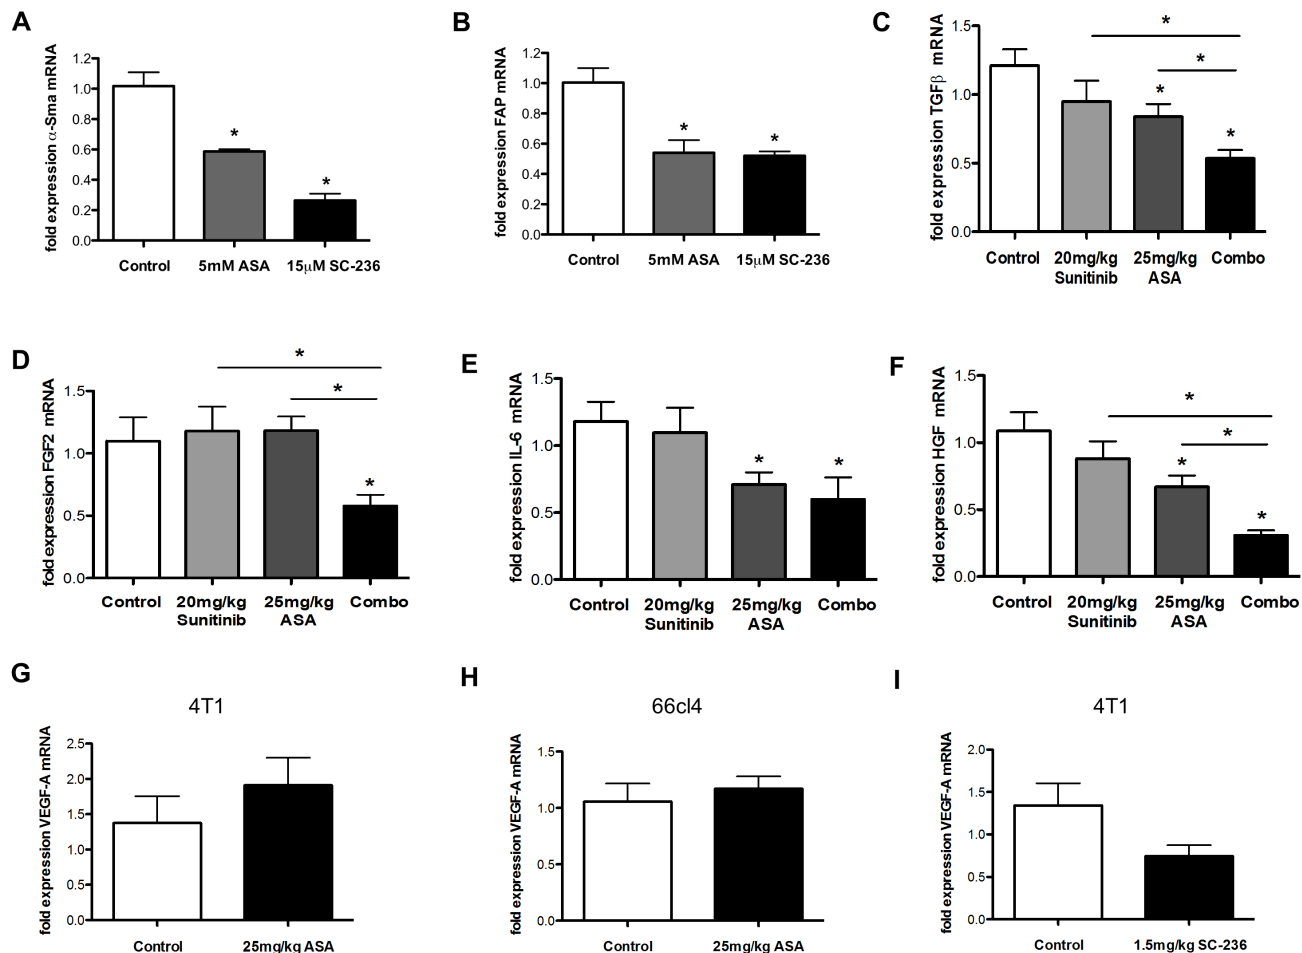 A
fold expression α-Sma mRNA
1.2
1.0
0.8
0.6
0.4
0.2
0.0
*
*
Control
5mM ASA
15μM SC-236
B
fold expression FAP mRNA
1.2
1.0
0.8
0.6
0.4
0.2
0.0
*
*
Control
5mM ASA
15μM SC-236
C
fold expression TGFβ mRNA
1.5
1.0
0.5
0.0
*
*
*
*
Control
20mg/kg
Sunitinib
25mg/kg
ASA
Combo
D
fold expression FGF2 mRNA
1.5
1.0
0.5
0.0
*
*
*
Control
20mg/kg
Sunitinib
25mg/kg
ASA
Combo
E
fold expression IL-6 mRNA
1.5
1.0
0.5
0.0
*
*
Control
20mg/kg
Sunitinib
25mg/kg
ASA
Combo
F
fold expression HGF mRNA
1.5
1.0
0.5
0.0
*
*
*
*
Control
20mg/kg
Sunitinib
25mg/kg
ASA
Combo
G
4T1
fold expression VEGF-A mRNA
2.5
2.0
1.5
1.0
0.5
0.0
Control
25mg/kg ASA
H
66cl4
fold expression VEGF-A mRNA
1.5
1.0
0.5
0.0
Control
25mg/kg ASA
I
4T1
fold expression VEGF-A mRNA
2.0
1.5
1.0
0.5
0.0
Control
1.5mg/kg SC-236